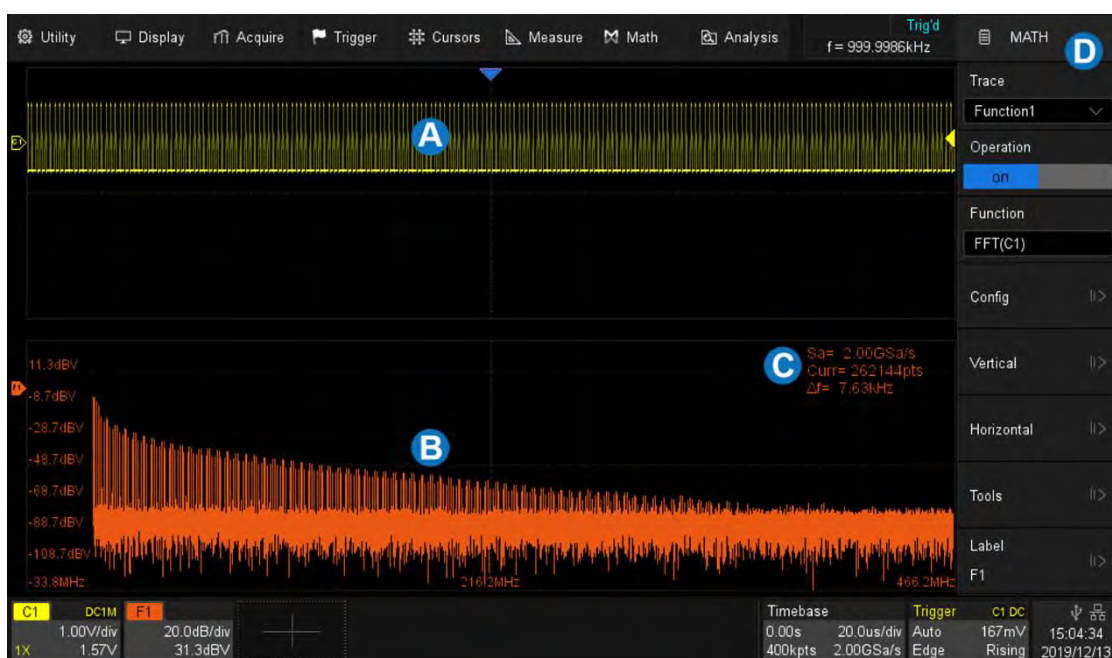 Utility Display Acquire Trigger Cursors Measure Math Analysis
Trig'd
f = 999.9986kHz
MATH
D
Trace
Function1
Operation
on
Function
FFT(C1)
Config
Vertical
Horizontal
Tools
Label
F1
A
C1
B
C
Sa= 2.00GSa/s
Curr= 262144pts
Δf= 7.63kHz
11.3dBV
-8.7dBV
-28.7dBV
-48.7dBV
-68.7dBV
-88.7dBV
-108.7dBV
-33.8MHz 216.2MHz 466.2MHz
C1 DC1M
1.00V/div
1X 1.57V
F1
20.0dB/div
31.3dBV
Timebase
0.00s 20.0us/div
400kpts 2.00GSa/s
Trigger C1 DC
Auto 167mV
Edge Rising
15:04:34
2019/12/13